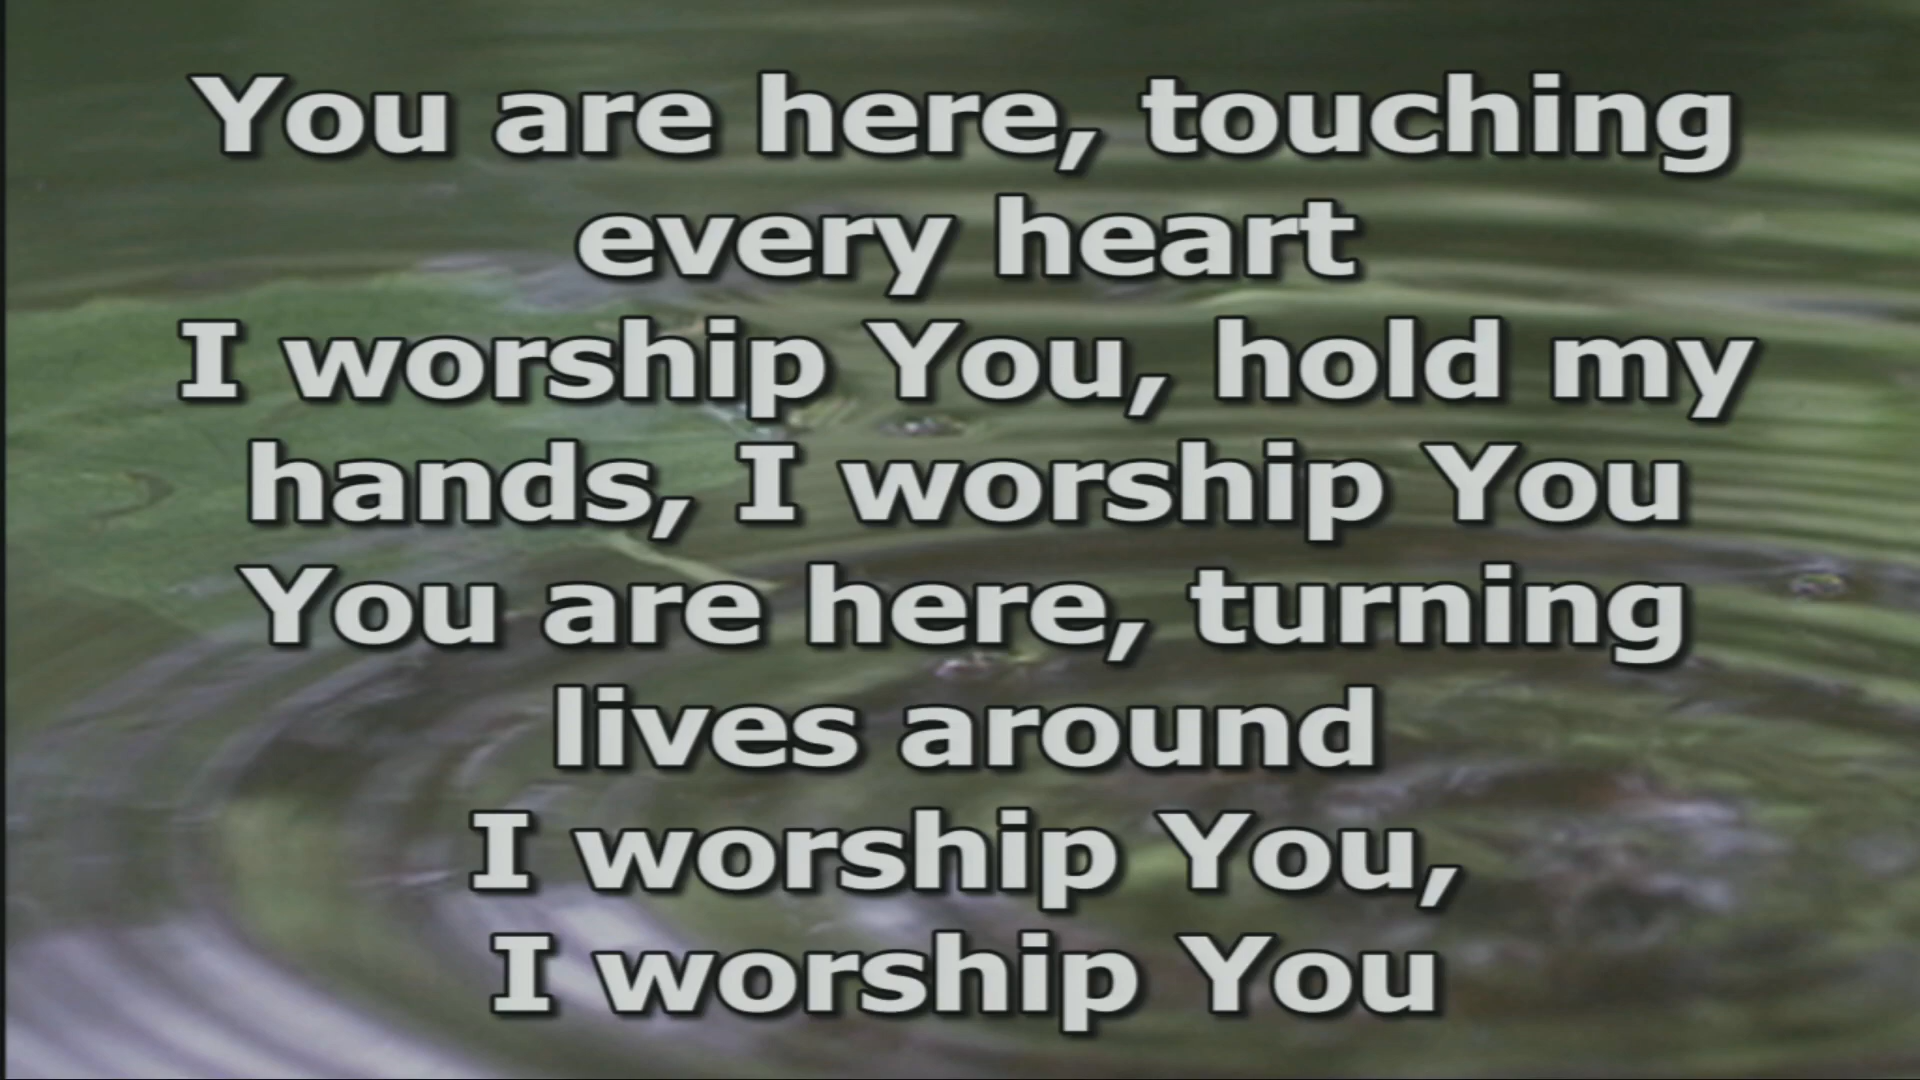 You are here, touching
every heart
I worship You, hold my
hands, I worship You
You are here, turning
lives around
I worship You,
I worship You